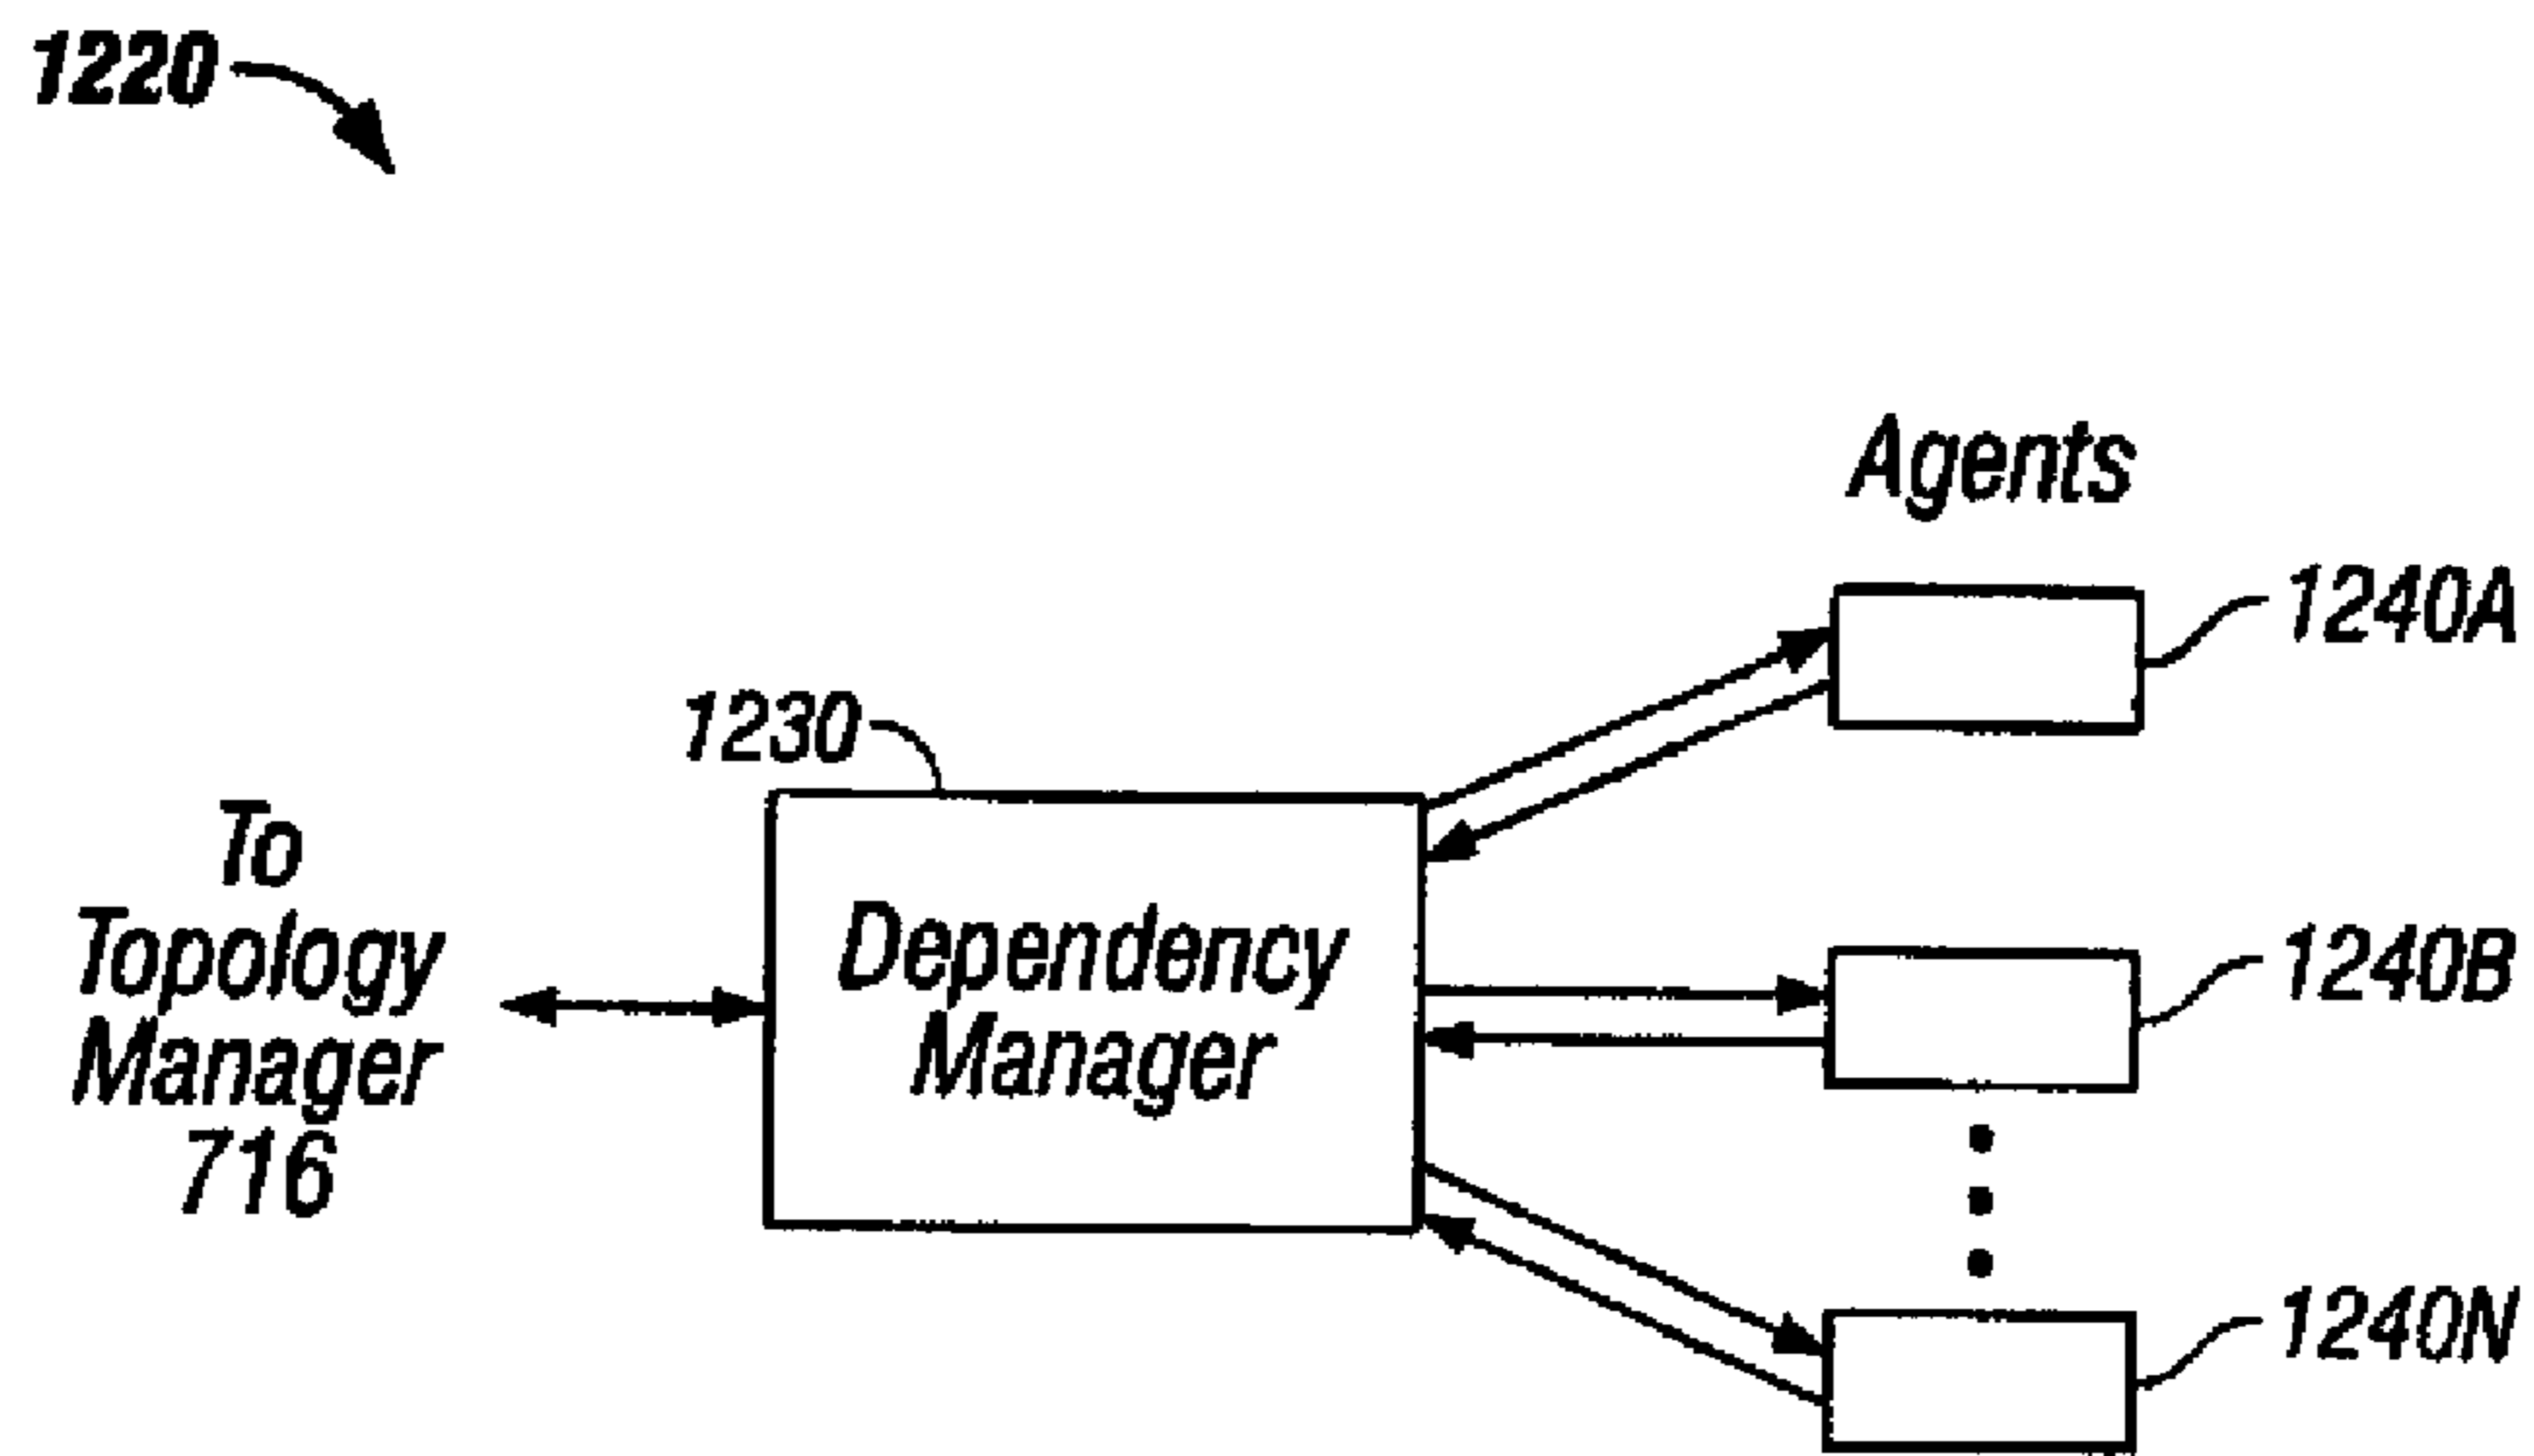 1220
Agents
1240A
1230
To
Topology
Manager
716
Dependency
Manager
1240B
1240N